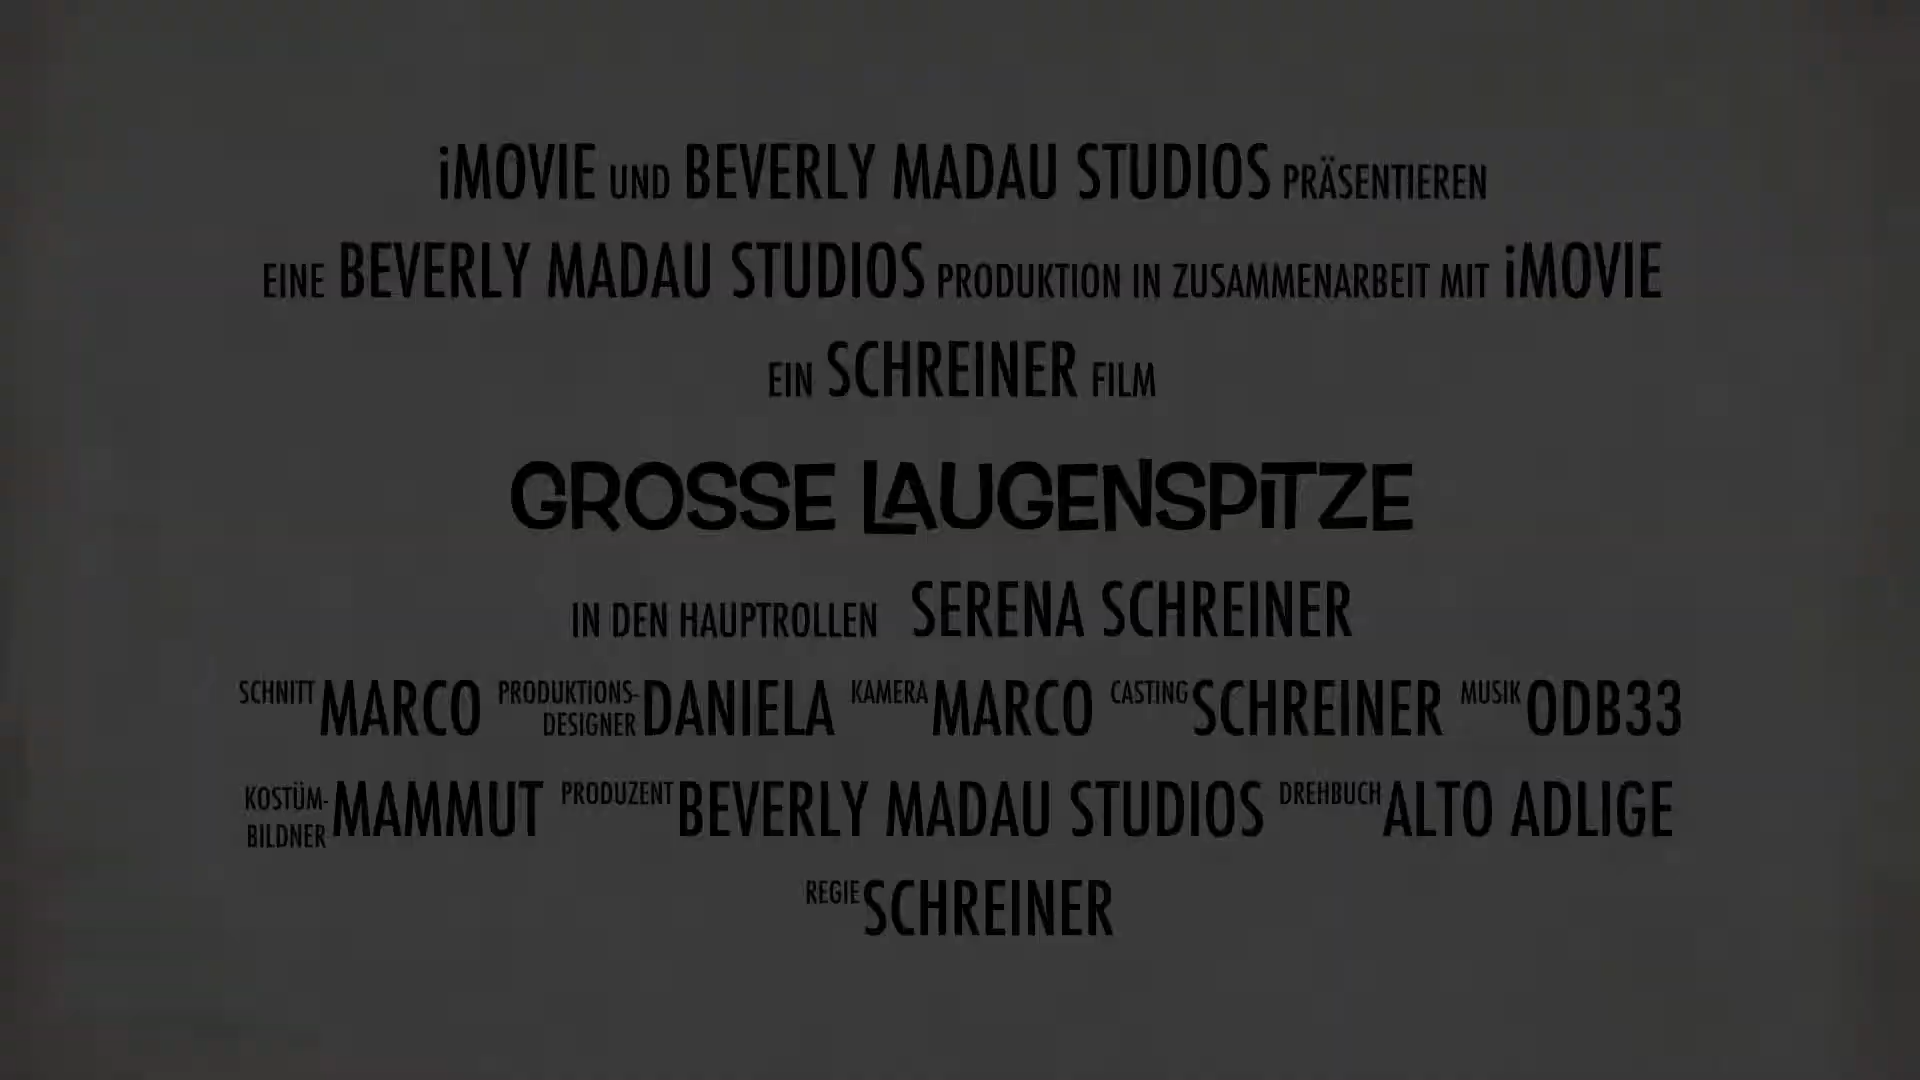 iMOVIE UND BEVERLY MADAU STUDIOS PRÄSENTIEREN
EINE BEVERLY MADAU STUDIOS PRODUKTION IN ZUSAMMENARBEIT MIT iMOVIE
EIN SCHREINER FILM
GROSSE LAUGENSPiTZE
IN DEN HAUPTROLLEN SERENA SCHREINER
SCHNITT MARCO PRODUKTIONS-DESIGNER DANIELA KAMERA MARCO CASTING SCHREINER MUSIK ODB33
KOSTÜM-BILDNER MAMMUT PRODUZENT BEVERLY MADAU STUDIOS DREHBUCH ALTO ADLIGE
REGIE SCHREINER